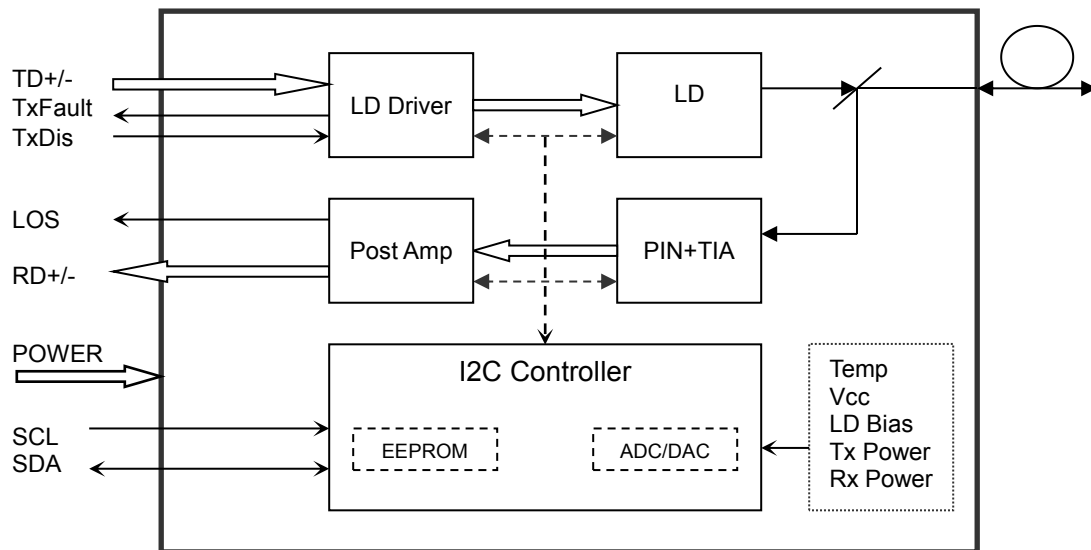 TD+/-
TxFault
TxDis
LD Driver
LD
LOS
RD+/-
Post Amp
PIN+TIA
POWER
SCL
SDA
I2C Controller
EEPROM
ADC/DAC
Temp
Vcc
LD Bias
Tx Power
Rx Power